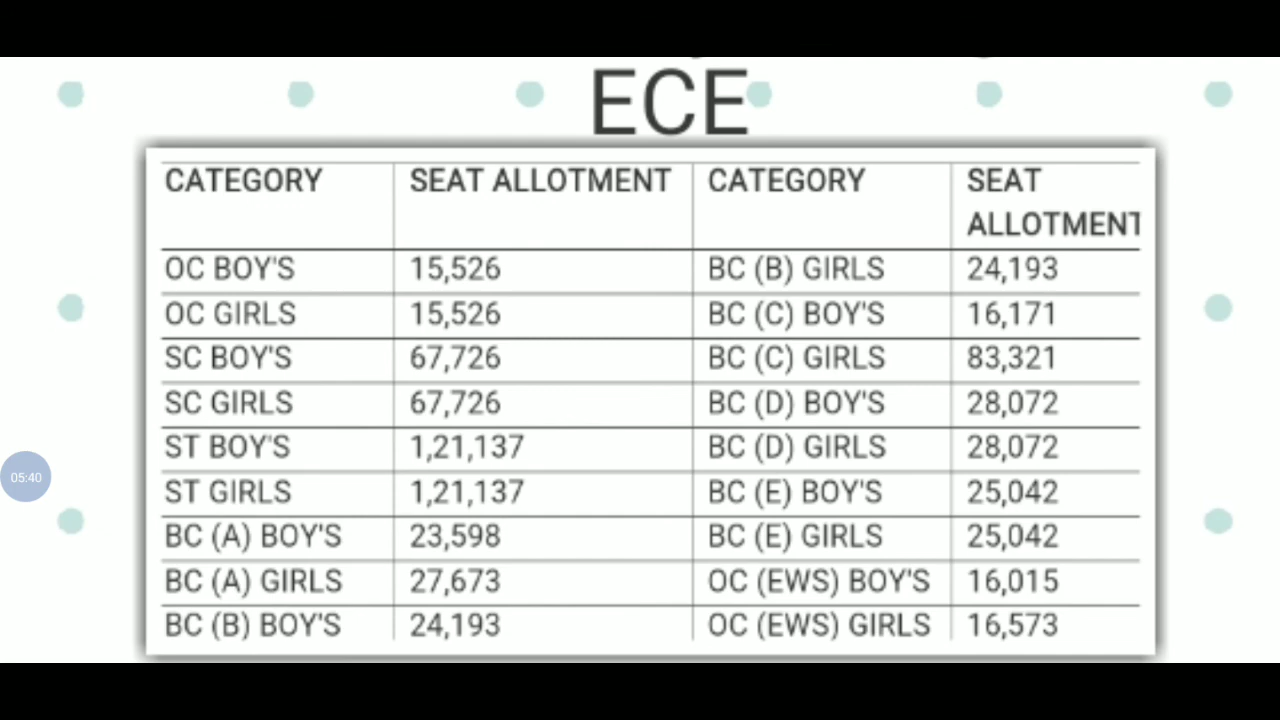 ECE
CATEGORY SEAT ALLOTMENT CATEGORY SEAT
ALLOTMENT
OC BOY'S 15,526 BC (B) GIRLS 24,193
OC GIRLS 15,526 BC (C) BOY'S 16,171
SC BOY'S 67,726 BC (C) GIRLS 83,321
SC GIRLS 67,726 BC (D) BOY'S 28,072
ST BOY'S 1,21,137 BC (D) GIRLS 28,072
ST GIRLS 1,21,137 BC (E) BOY'S 25,042
BC (A) BOY'S 23,598 BC (E) GIRLS 25,042
BC (A) GIRLS 27,673 OC (EWS) BOY'S 16,015
BC (B) BOY'S 24,193 OC (EWS) GIRLS 16,573
05:40